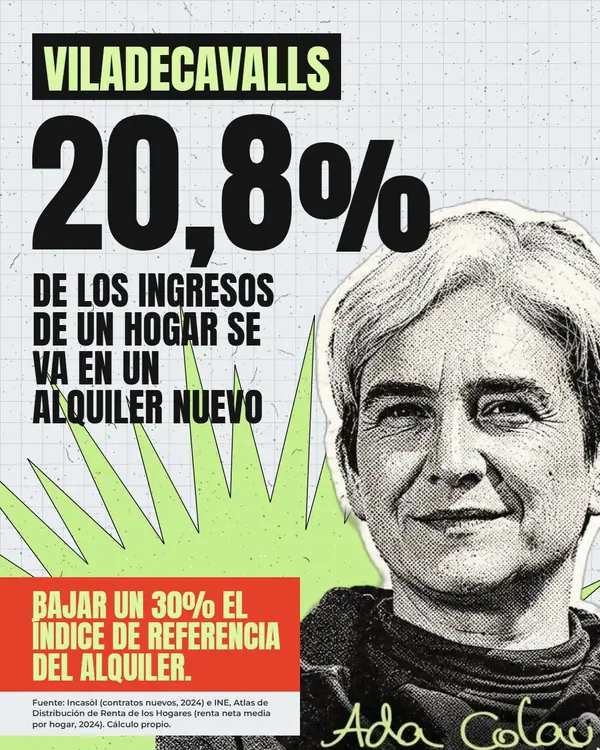 VILADECAVALLS
20,8%
DE LOS INGRESOS
DE UN HOGAR SE
VA EN UN
ALQUILER NUEVO
BAJAR UN 30% EL
ÍNDICE DE REFERENCIA
DEL ALQUILER.
Fuente: Incasòl (contratos nuevos, 2024) e INE, Atlas de
Distribución de Renta de los Hogares (renta neta media
por hogar, 2024). Cálculo propio.
Ada Colau